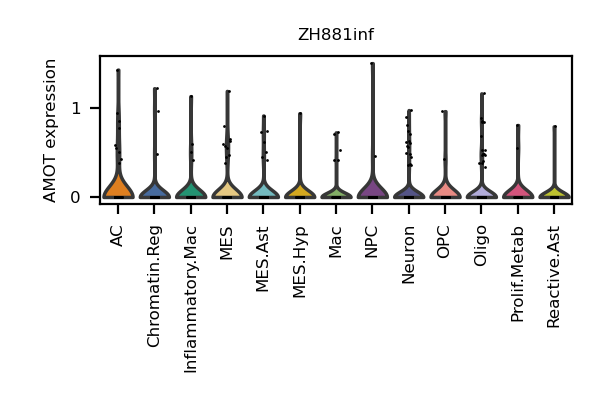 ZH881inf
AMOT expression
1
0
AC
Chromatin.Reg
Inflammatory.Mac
MES
MES.Ast
MES.Hyp
Mac
NPC
Neuron
OPC
Oligo
Prolif.Metab
Reactive.Ast